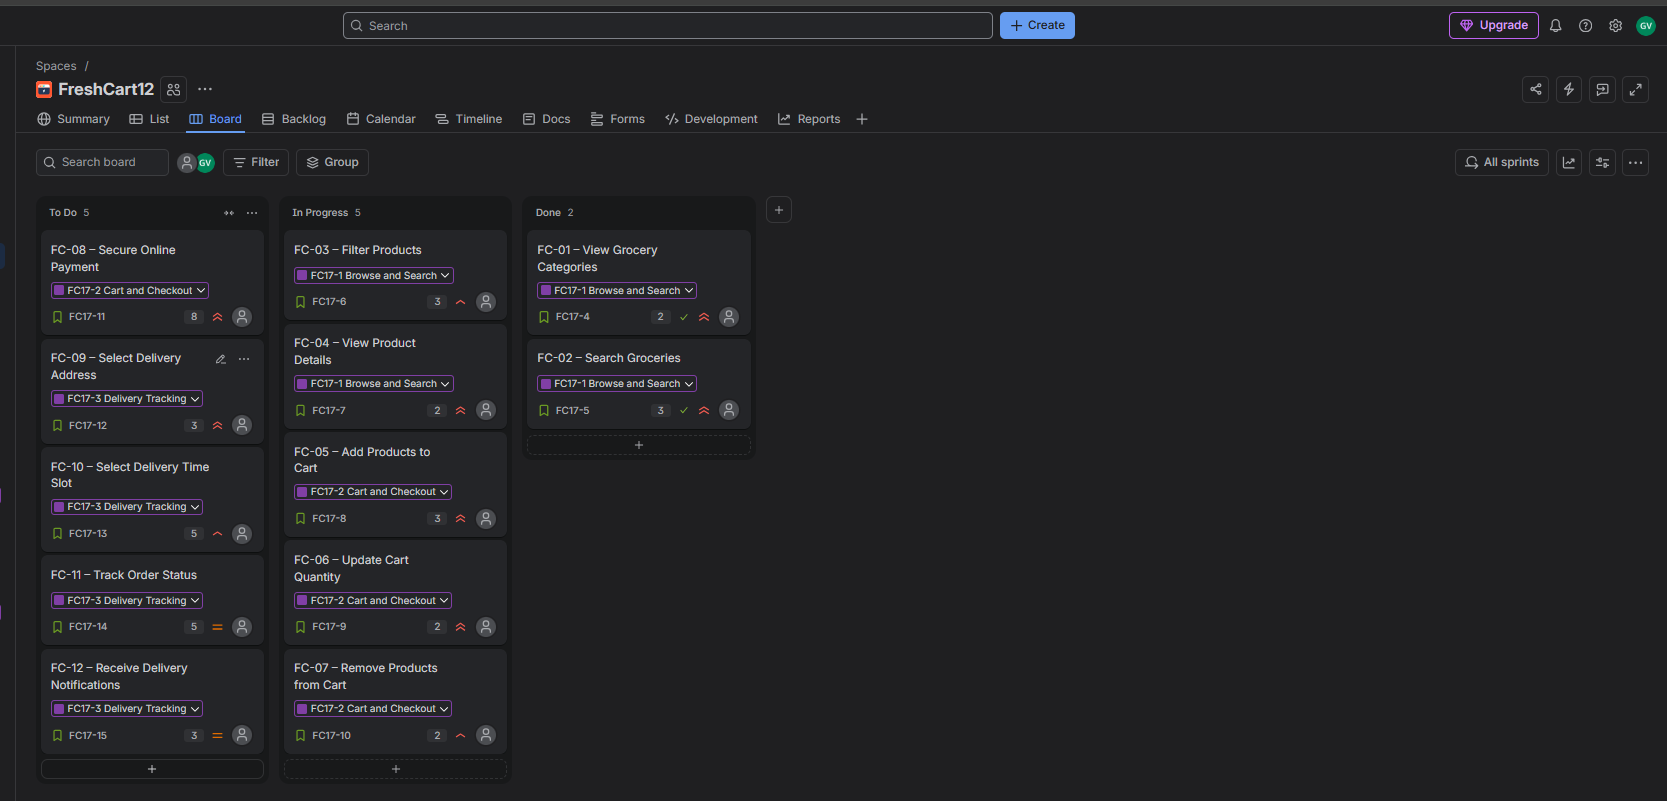 Search
Create
Upgrade
GV
Spaces /
FreshCart12
Summary
List
Board
Backlog
Calendar
Timeline
Docs
Forms
Development
Reports
Search board
GV
Filter
Group
All sprints
To Do 5
FC-08 – Secure Online
Payment
FC17-2 Cart and Checkout
FC17-11
8
FC-09 – Select Delivery
Address
FC17-3 Delivery Tracking
FC17-12
3
FC-10 – Select Delivery Time
Slot
FC17-3 Delivery Tracking
FC17-13
5
FC-11 – Track Order Status
FC17-3 Delivery Tracking
FC17-14
5
FC-12 – Receive Delivery
Notifications
FC17-3 Delivery Tracking
FC17-15
3
In Progress 5
FC-03 – Filter Products
FC17-1 Browse and Search
FC17-6
3
FC-04 – View Product
Details
FC17-1 Browse and Search
FC17-7
2
FC-05 – Add Products to
Cart
FC17-2 Cart and Checkout
FC17-8
3
FC-06 – Update Cart
Quantity
FC17-2 Cart and Checkout
FC17-9
2
FC-07 – Remove Products
from Cart
FC17-2 Cart and Checkout
FC17-10
2
Done 2
FC-01 – View Grocery
Categories
FC17-1 Browse and Search
FC17-4
2
FC-02 – Search Groceries
FC17-1 Browse and Search
FC17-5
3